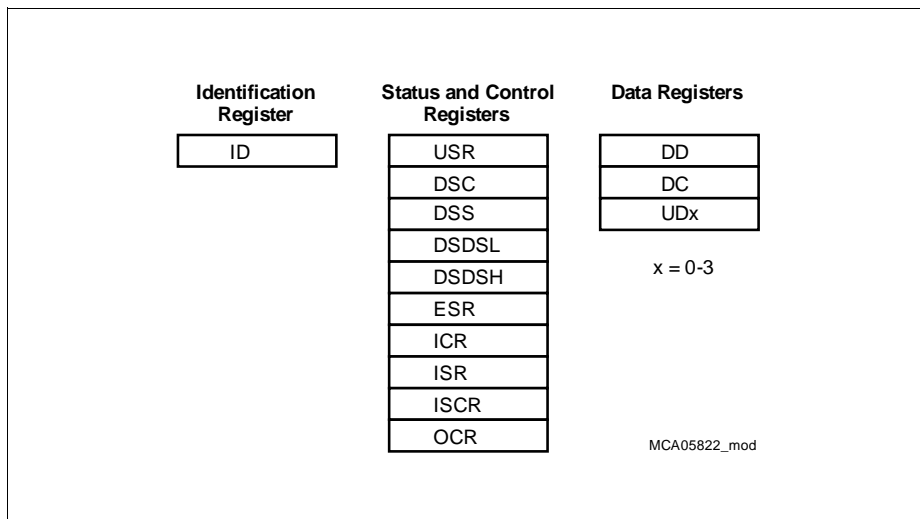 Identification
Register
ID
Status and Control
Registers
USR
DSC
DSS
DSDSL
DSDSH
ESR
ICR
ISR
ISCR
OCR
Data Registers
DD
DC
UDx
x = 0-3
MCA05822_mod